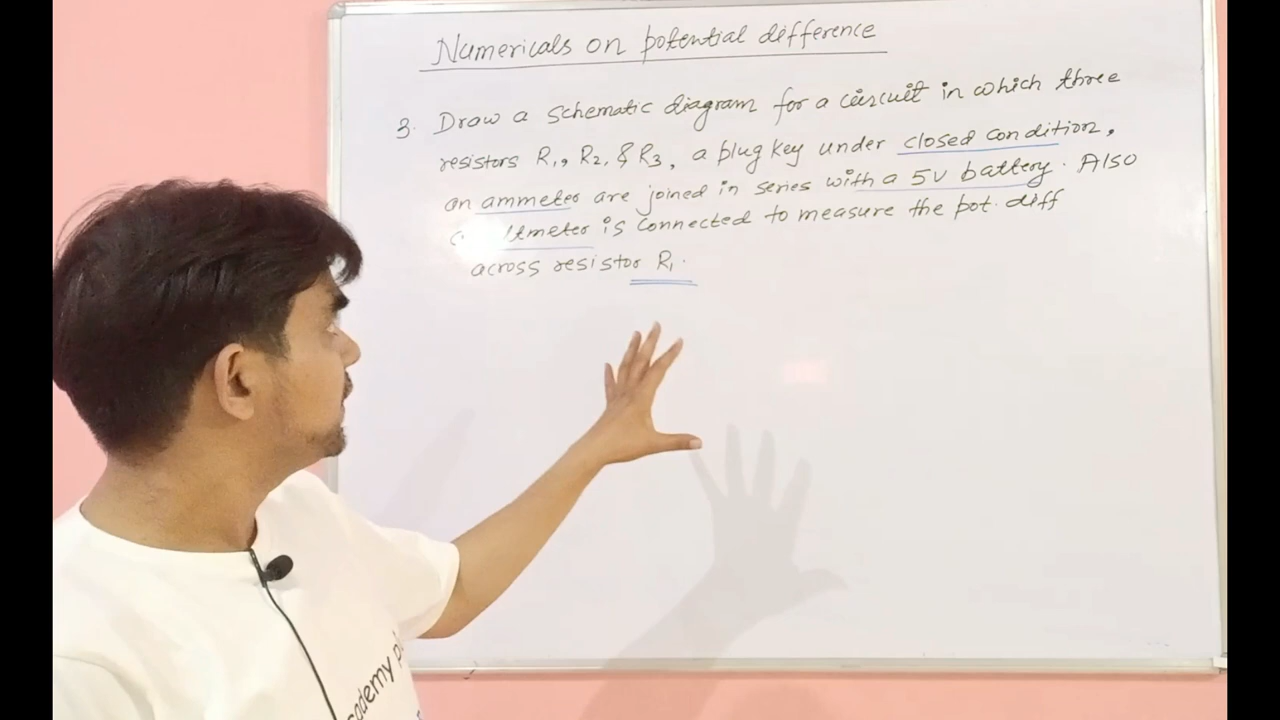 Numericals on potential difference
3. Draw a schematic diagram for a circuit in which three
resistors R1, R2, & R3, a plug key under closed condition,
an ammeter are joined in series with a 5V battery. Also
is connected to measure the pot. diff
across resistor R1.